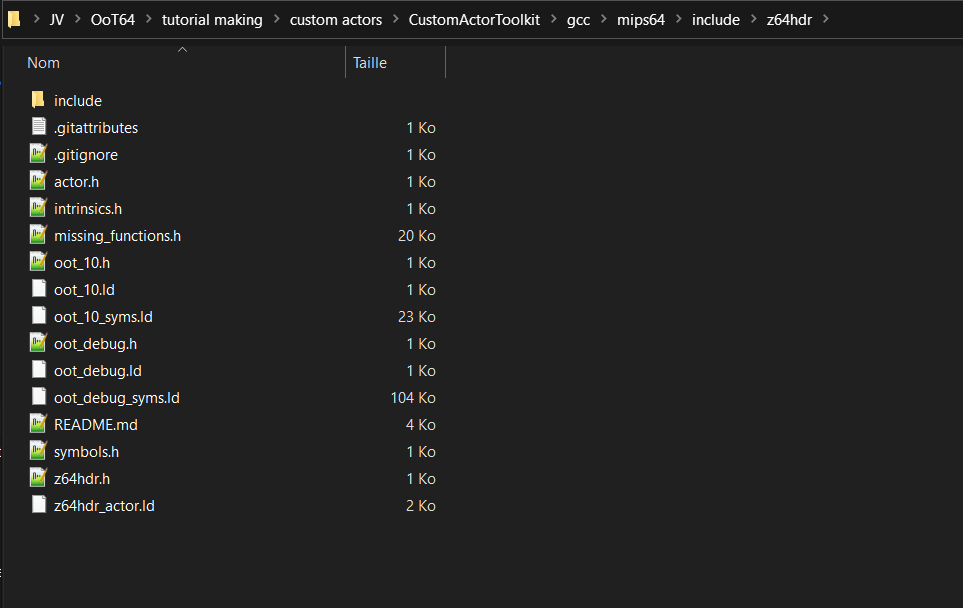 JV > OoT64 > tutorial making > custom actors > CustomActorToolkit > gcc > mips64 > include > z64hdr >
Nom Taille
include
.gitattributes 1 Ko
.gitignore 1 Ko
actor.h 1 Ko
intrinsics.h 1 Ko
missing_functions.h 20 Ko
oot_10.h 1 Ko
oot_10.ld 1 Ko
oot_10_syms.ld 23 Ko
oot_debug.h 1 Ko
oot_debug.ld 1 Ko
oot_debug_syms.ld 104 Ko
README.md 4 Ko
symbols.h 1 Ko
z64hdr.h 1 Ko
z64hdr_actor.ld 2 Ko